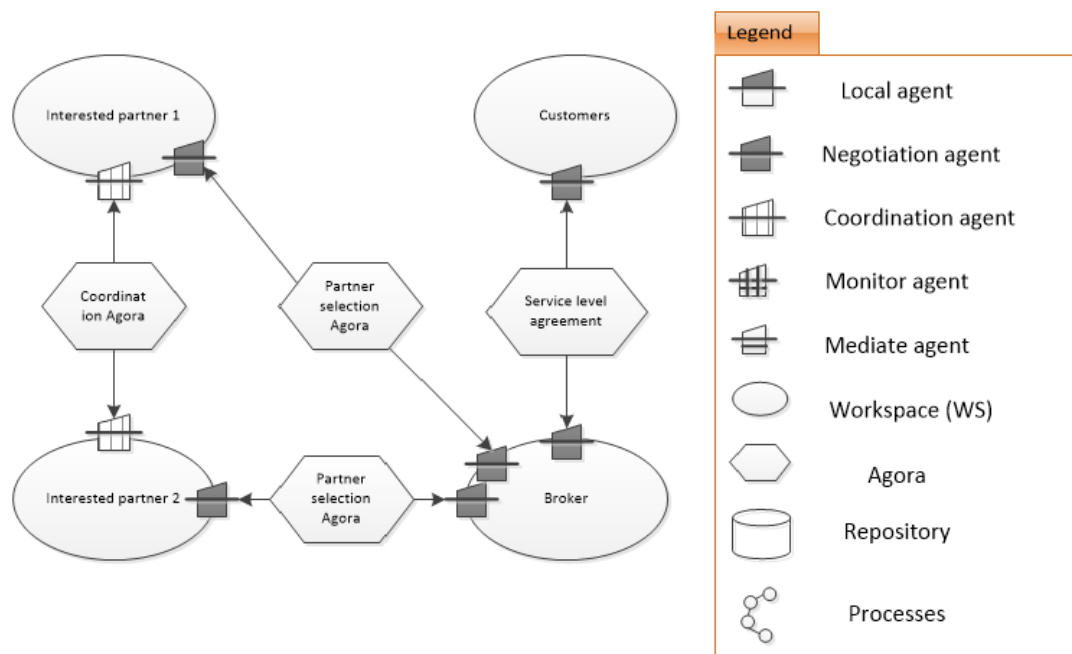 Interested partner 1
Customers
Coordinat
ion Agora
Partner
selection
Agora
Service level
agreement
Interested partner 2
Partner
selection
Agora
Broker
Legend
Local agent
Negotiation agent
Coordination agent
Monitor agent
Mediate agent
Workspace (WS)
Agora
Repository
Processes